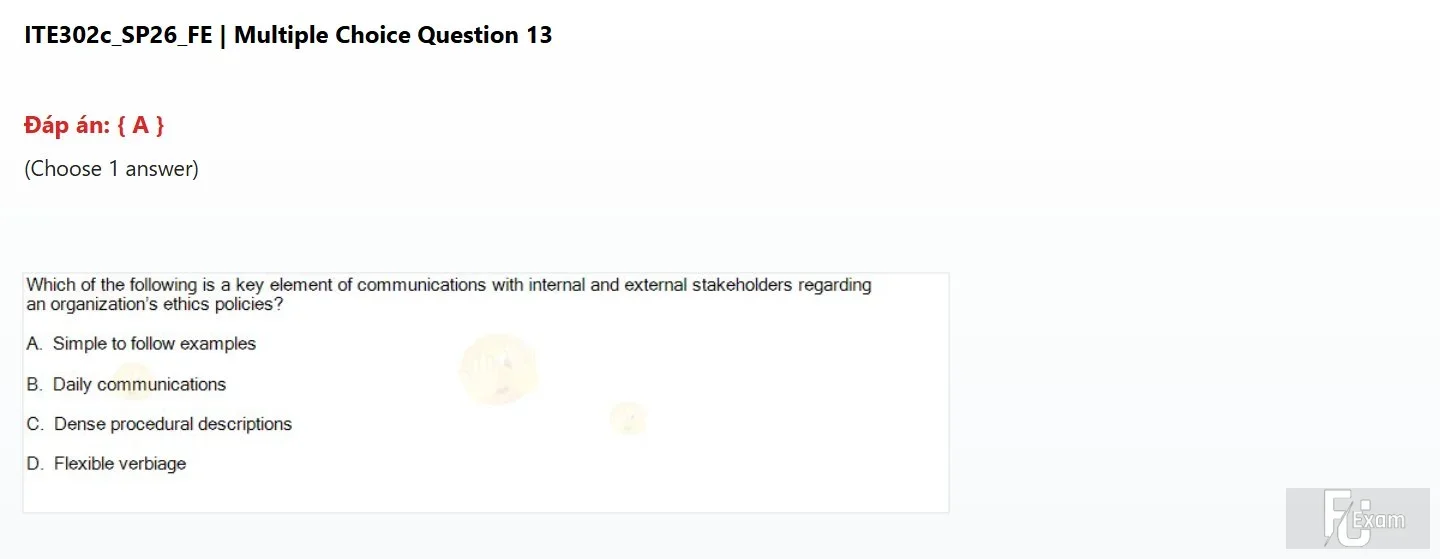 ITE302c_SP26_FE | Multiple Choice Question 13
Đáp án: { A }
(Choose 1 answer)
Which of the following is a key element of communications with internal and external stakeholders regarding
an organization's ethics policies?
A. Simple to follow examples
B. Daily communications
C. Dense procedural descriptions
D. Flexible verbiage
FU Exam